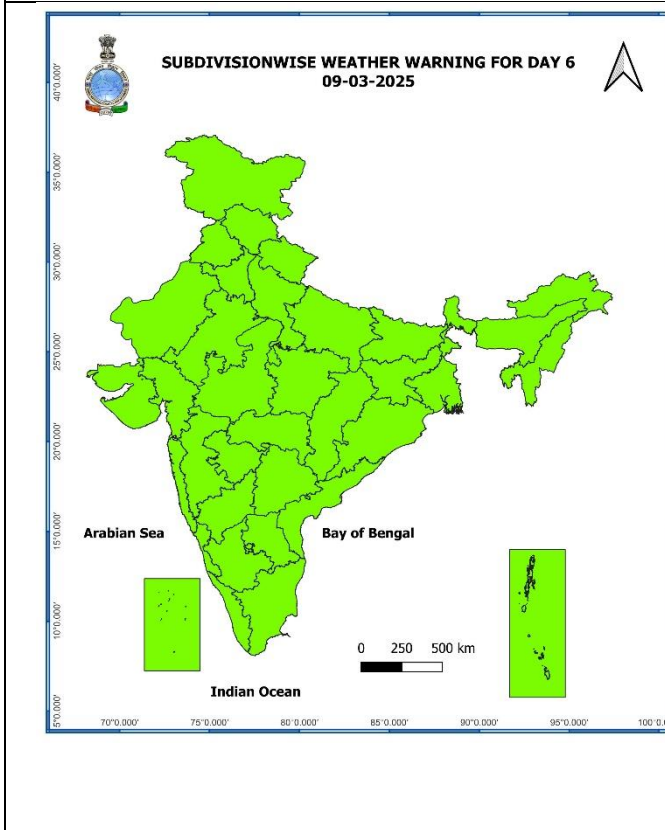 SUBDIVISIONWISE WEATHER WARNING FOR DAY 6
09-03-2025
40°0.000'
35°0.000'
30°0.000'
25°0.000'
20°0.000'
15°0.000'
10°0.000'
5°0.000'
Arabian Sea
Bay of Bengal
0 250 500 km
Indian Ocean
70°0.000' 75°0.000' 80°0.000' 85°0.000' 90°0.000' 95°0.000' 100°0.0